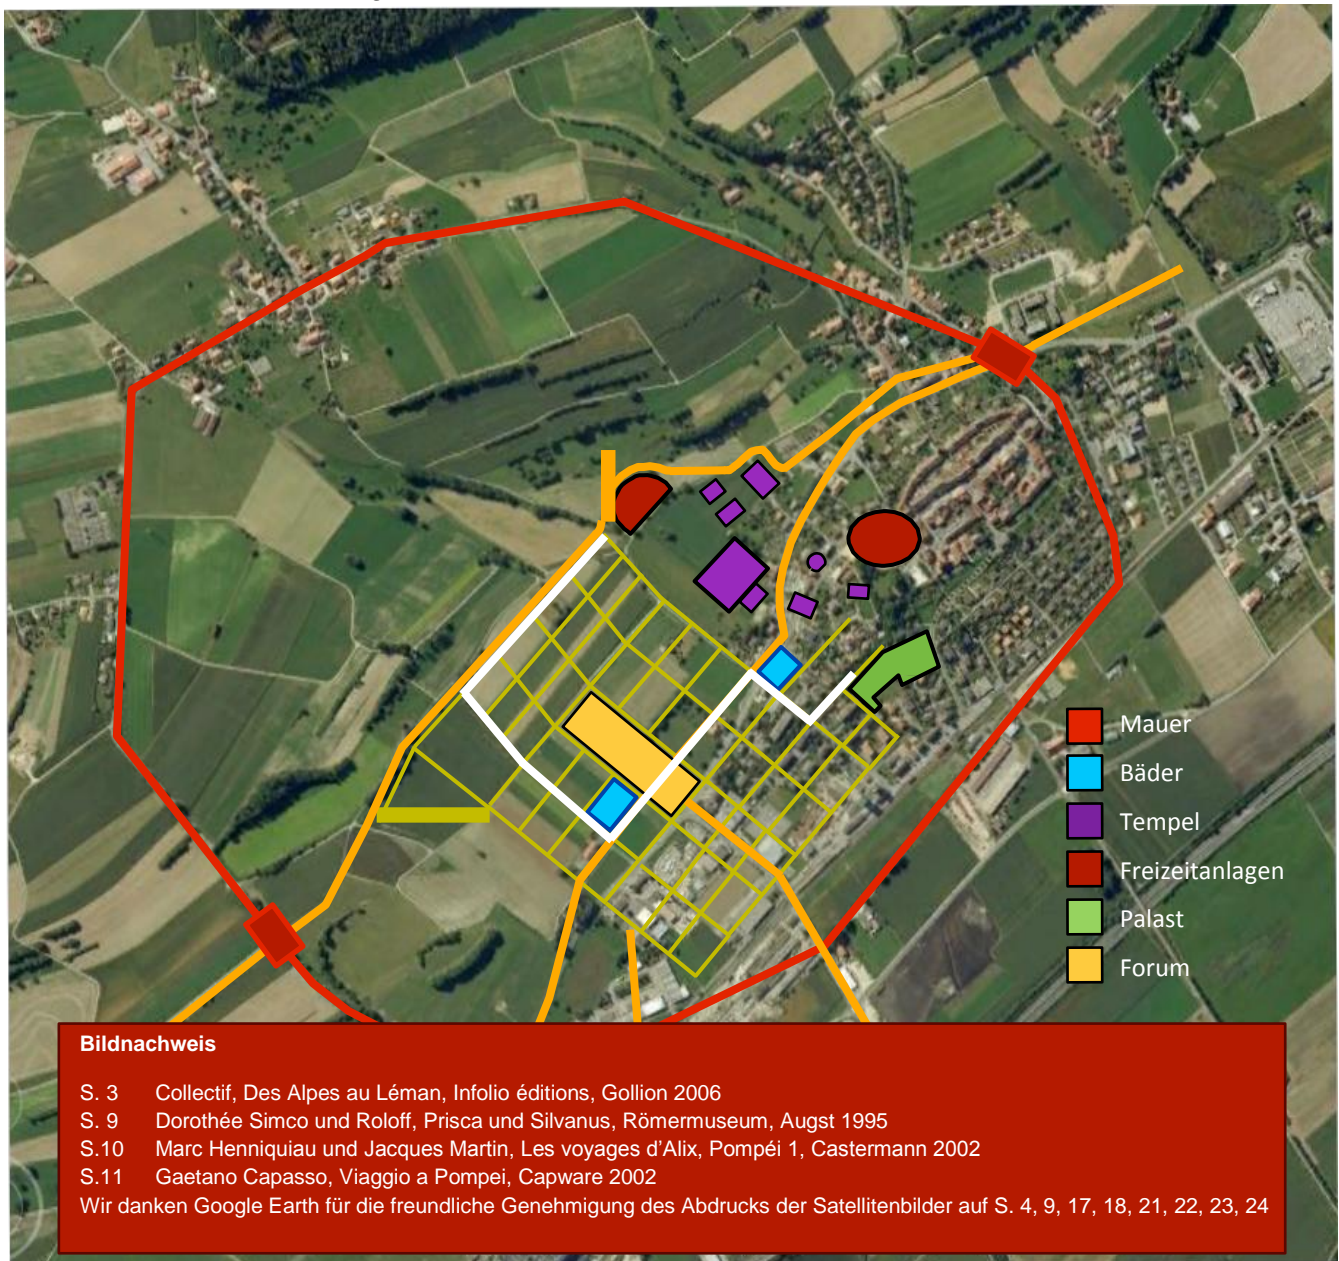 Mauer
Bäder
Tempel
Freizeitanlagen
Palast
Forum
Bildnachweis
S. 3 Collectif, Des Alpes au Léman, Infolio éditions, Gollion 2006
S. 9 Dorothée Simco und Roloff, Prisca und Silvanus, Römermuseum, Augst 1995
S.10 Marc Henniquiau und Jacques Martin, Les voyages d'Alix, Pompéi 1, Castermann 2002
S.11 Gaetano Capasso, Viaggio a Pompei, Capware 2002
Wir danken Google Earth für die freundliche Genehmigung des Abdrucks der Satellitenbilder auf S. 4, 9, 17, 18, 21, 22, 23, 24